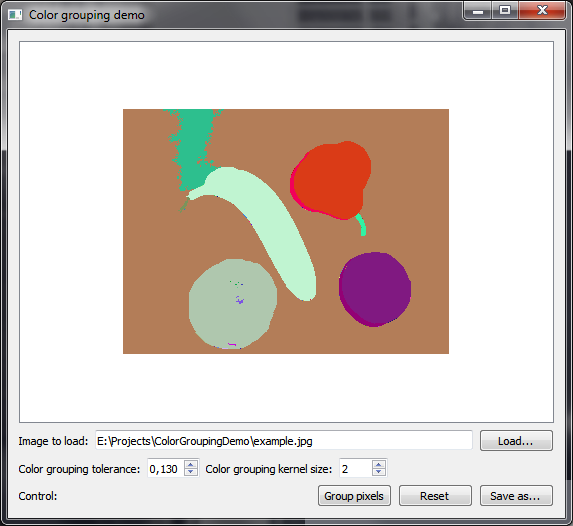 Color grouping demo
Image to load: E:\Projects\ColorGroupingDemo\example.jpg Load...
Color grouping tolerance: 0,130 Color grouping kernel size: 2
Control: Group pixels Reset Save as...